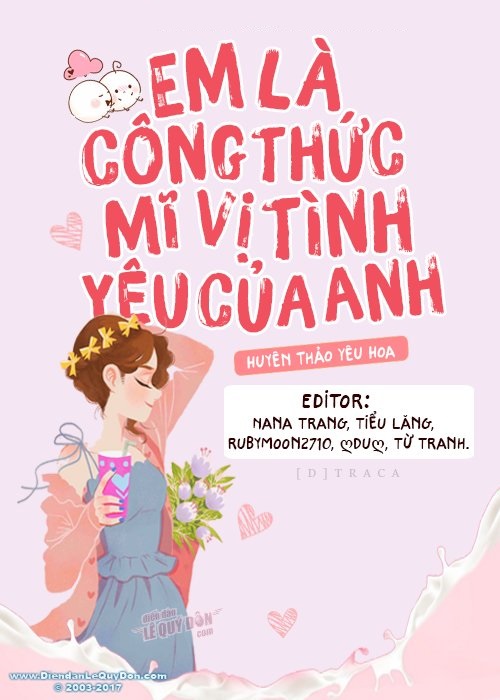 EM LÀ
CÔNG THỨC
MĨ VỊ TÌNH
YÊU CỦA ANH
HUYÊN THẢO YÊU HOA
EDITOR:
NANA TRANG, TIỂU LĂNG,
RUBYMOON2710, ღDUღ, TỪ TRANH.
[D]TRACA
diễn đàn
LÊ QUÝ ĐÔN
com
www.DiendanLeQuyDon.com
© 2003-2017